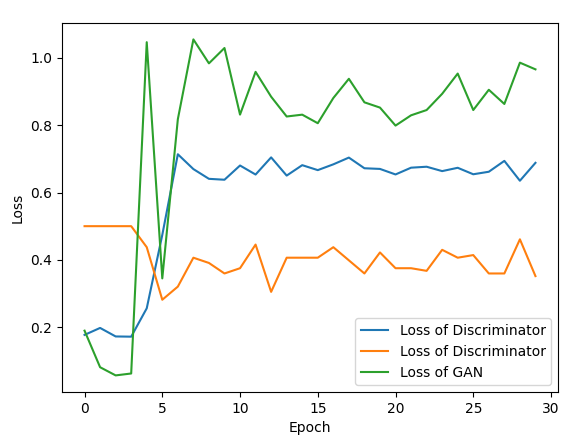 1.0
0.8
0.6
0.4
0.2
Loss
Loss of Discriminator
Loss of Discriminator
Loss of GAN
0 5 10 15 20 25 30
Epoch